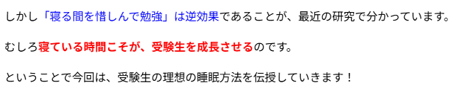 しかし「寝る間を惜しんで勉強」は逆効果であることが、最近の研究で分かっています。
むしろ寝ている時間こそが、受験生を成長させるのです。
ということで今回は、受験生の理想の睡眠方法を伝授していきます！